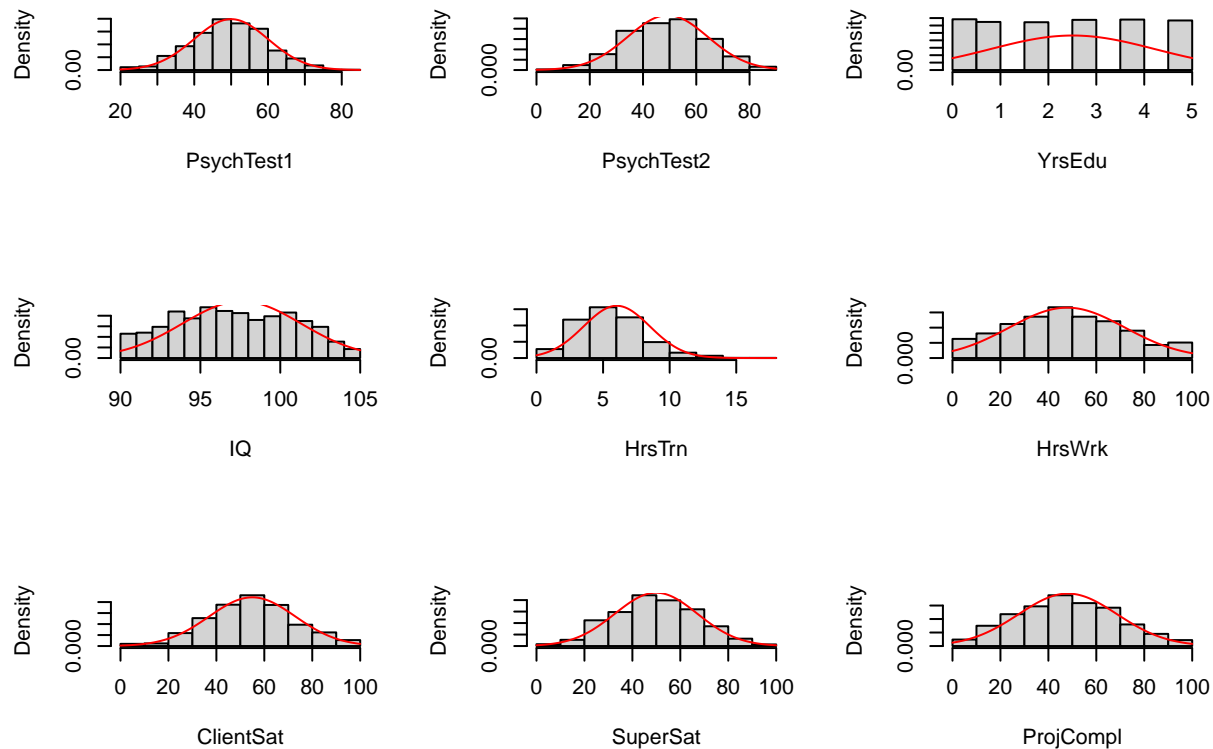 Density
0.00
20 40 60 80
PsychTest1
Density
0.000
0 20 40 60 80
PsychTest2
Density
0.00
0 1 2 3 4 5
YrsEdu
Density
0.00
90 95 100 105
IQ
Density
0.00
0 5 10 15
HrsTrn
Density
0.000
0 20 40 60 80 100
HrsWrk
Density
0.000
0 20 40 60 80 100
ClientSat
Density
0.000
0 20 40 60 80 100
SuperSat
Density
0.000
0 20 40 60 80 100
ProjCompl